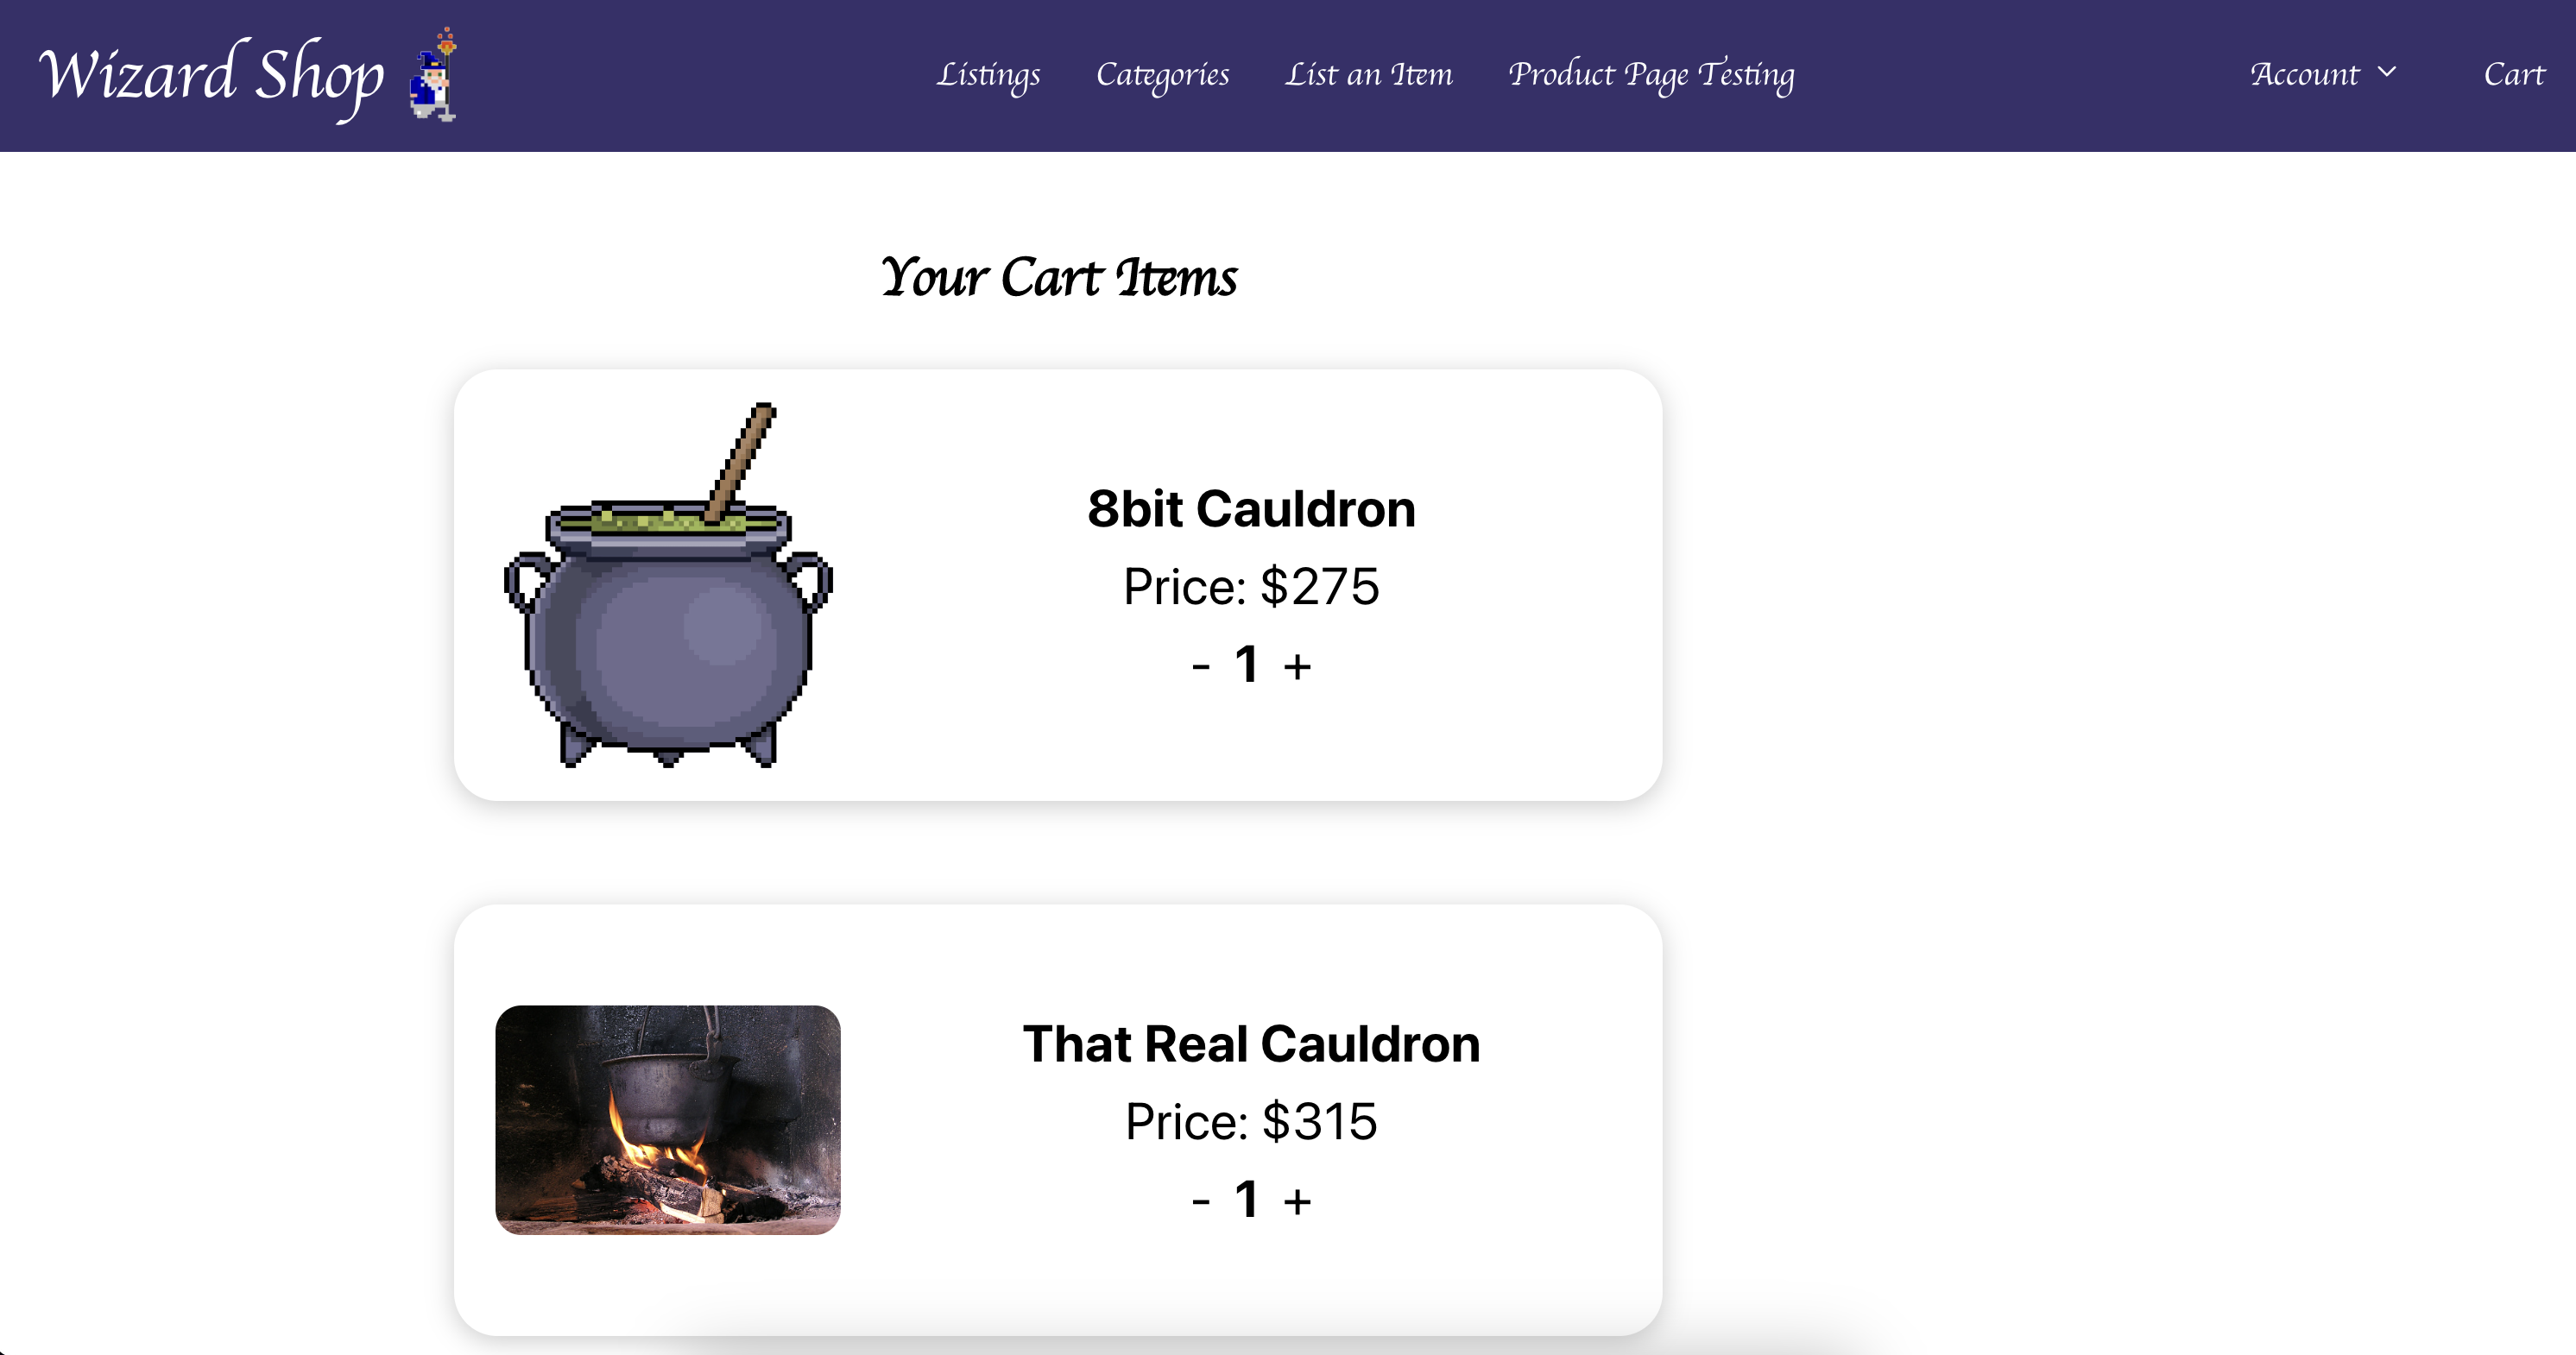 Wizard Shop
Listings Categories List an Item Product Page Testing
Account Cart
Your Cart Items
8bit Cauldron
Price: $275
- 1 +
That Real Cauldron
Price: $315
- 1 +